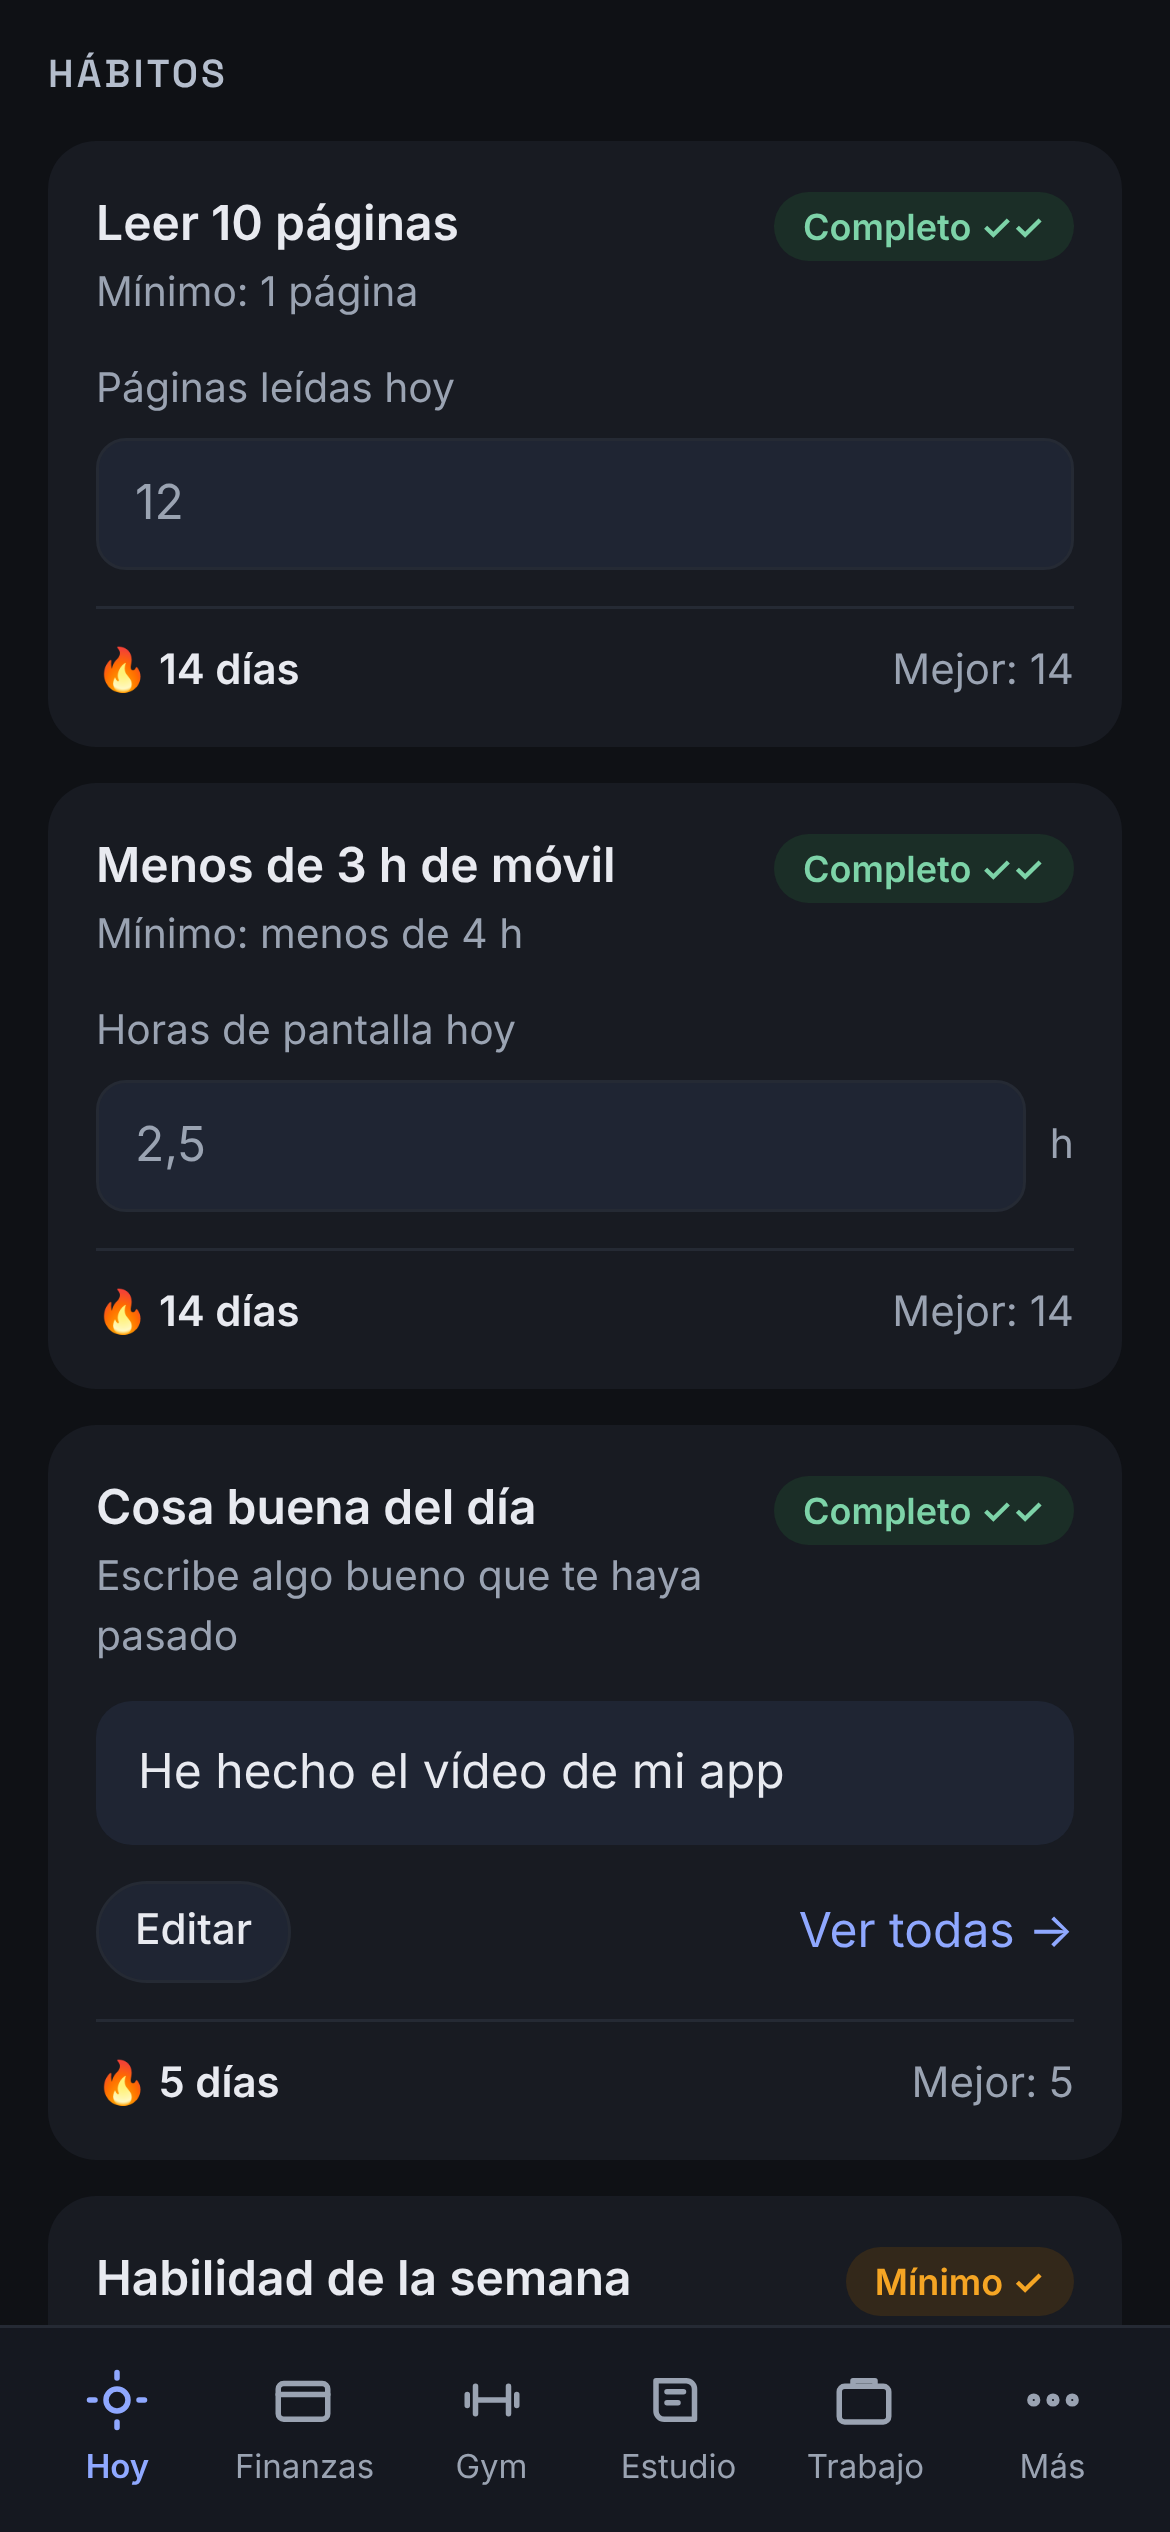 HÁBITOS
Leer 10 páginas
Completo ✓✓
Mínimo: 1 página
Páginas leídas hoy
12
🔥 14 días
Mejor: 14
Menos de 3 h de móvil
Completo ✓✓
Mínimo: menos de 4 h
Horas de pantalla hoy
2,5
h
🔥 14 días
Mejor: 14
Cosa buena del día
Completo ✓✓
Escribe algo bueno que te haya
pasado
He hecho el vídeo de mi app
Editar
Ver todas →
🔥 5 días
Mejor: 5
Habilidad de la semana
Mínimo ✓
Hoy
Finanzas
Gym
Estudio
Trabajo
Más